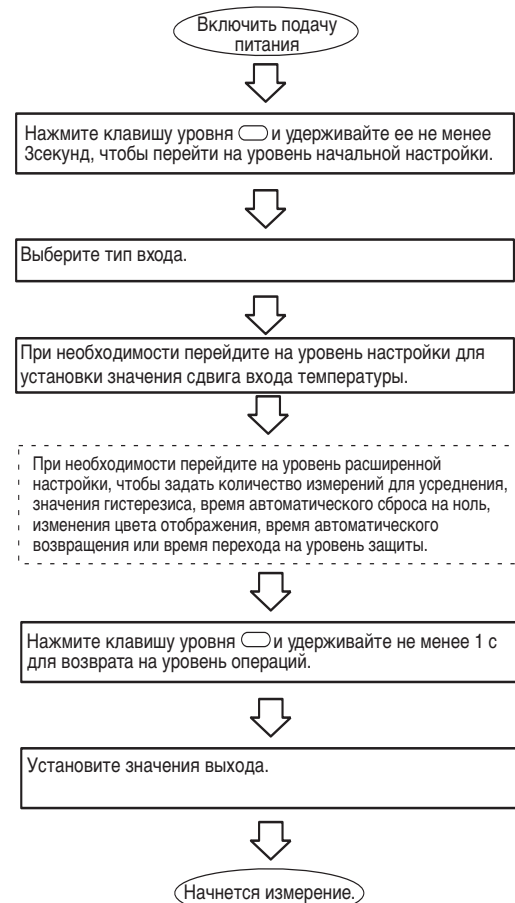 Включить подачу
питания
Нажмите клавишу уровня и удерживайте ее не менее
3секунд, чтобы перейти на уровень начальной настройки.
Выберите тип входа.
При необходимости перейдите на уровень настройки для
установки значения сдвига входа температуры.
При необходимости перейдите на уровень расширенной
настройки, чтобы задать количество измерений для усреднения,
значения гистерезиса, время автоматического сброса на ноль,
изменения цвета отображения, время автоматического
возвращения или время перехода на уровень защиты.
Нажмите клавишу уровня и удерживайте не менее 1 с
для возврата на уровень операций.
Установите значения выхода.
Начнется измерение.